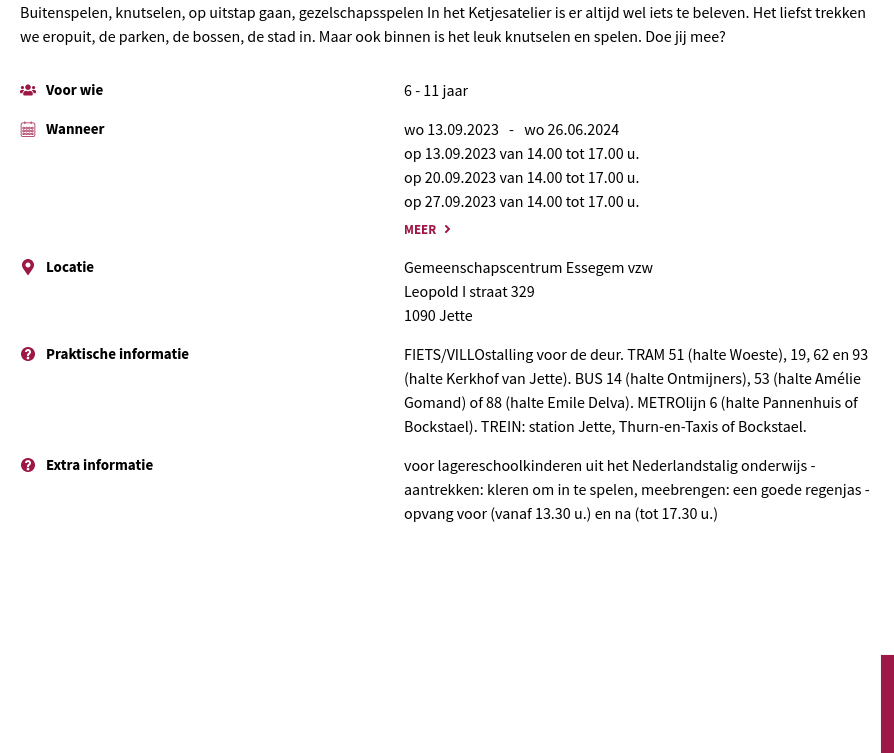 Buitenspelen, knutselen, op uitstap gaan, gezelschapsspelen In het Ketjesatelier is er altijd wel iets te beleven. Het liefst trekken
we eropuit, de parken, de bossen, de stad in. Maar ook binnen is het leuk knutselen en spelen. Doe jij mee?
Voor wie
6 - 11 jaar
Wanneer
wo 13.09.2023 - wo 26.06.2024
op 13.09.2023 van 14.00 tot 17.00 u.
op 20.09.2023 van 14.00 tot 17.00 u.
op 27.09.2023 van 14.00 tot 17.00 u.
MEER
Locatie
Gemeenschapscentrum Essegem vzw
Leopold I straat 329
1090 Jette
Praktische informatie
FIETS/VILLOstalling voor de deur. TRAM 51 (halte Woeste), 19, 62 en 93
(halte Kerkhof van Jette). BUS 14 (halte Ontmijners), 53 (halte Amélie
Gomand) of 88 (halte Emile Delva). METROlijn 6 (halte Pannenhuis of
Bockstael). TREIN: station Jette, Thurn-en-Taxis of Bockstael.
Extra informatie
voor lagereschoolkinderen uit het Nederlandstalig onderwijs -
aantrekken: kleren om in te spelen, meebrengen: een goede regenjas -
opvang voor (vanaf 13.30 u.) en na (tot 17.30 u.)